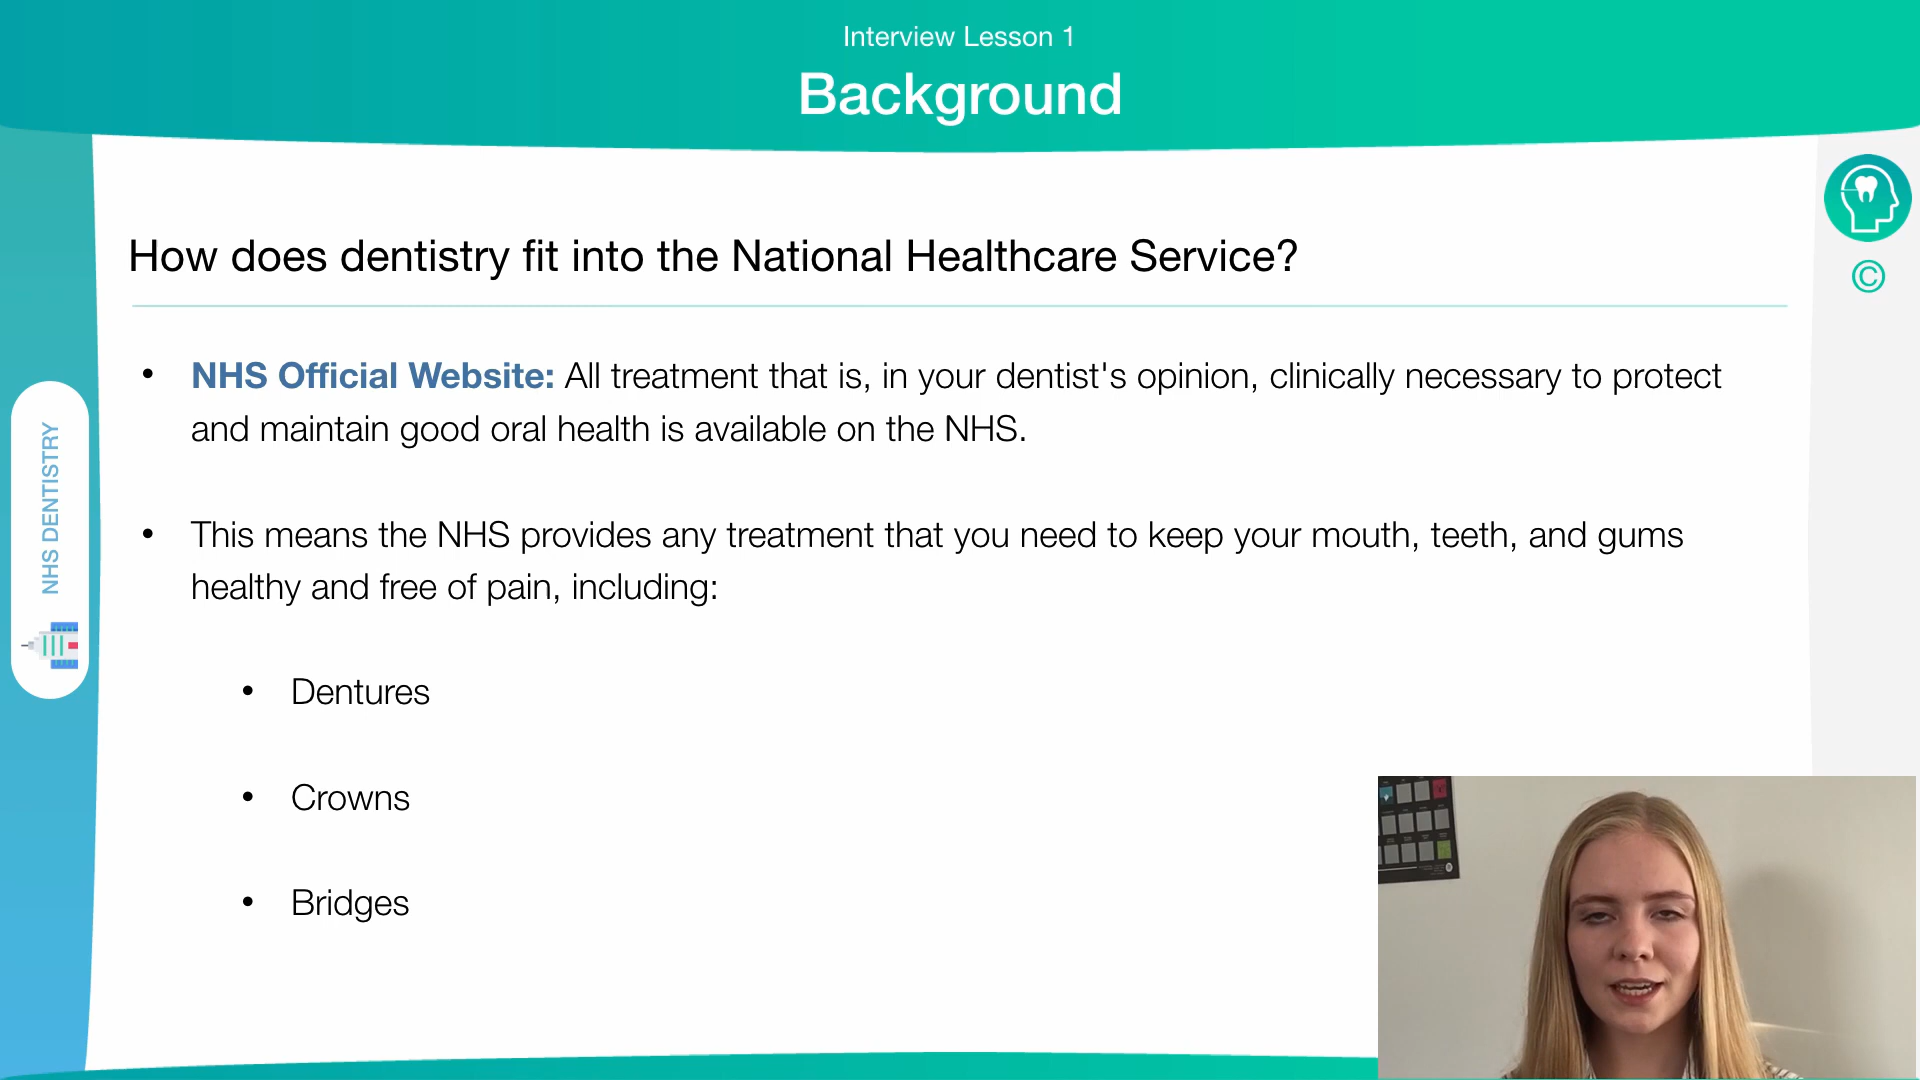 Interview Lesson 1
Background
How does dentistry fit into the National Healthcare Service?
©
• NHS Official Website: All treatment that is, in your dentist's opinion, clinically necessary to protect
and maintain good oral health is available on the NHS.
• This means the NHS provides any treatment that you need to keep your mouth, teeth, and gums
healthy and free of pain, including:
• Dentures
• Crowns
• Bridges
NHS DENTISTRY